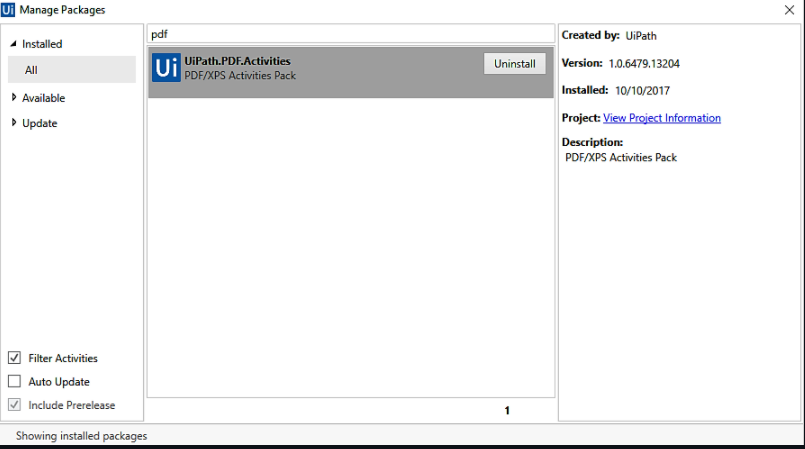 Ui Manage Packages
Installed
All
Available
Update
Filter Activities
Auto Update
Include Prerelease
pdf
Ui
UiPath.PDF.Activities
PDF/XPS Activities Pack
Uninstall
1
Created by: UiPath
Version: 1.0.6479.13204
Installed: 10/10/2017
Project: View Project Information
Description:
PDF/XPS Activities Pack
Showing installed packages